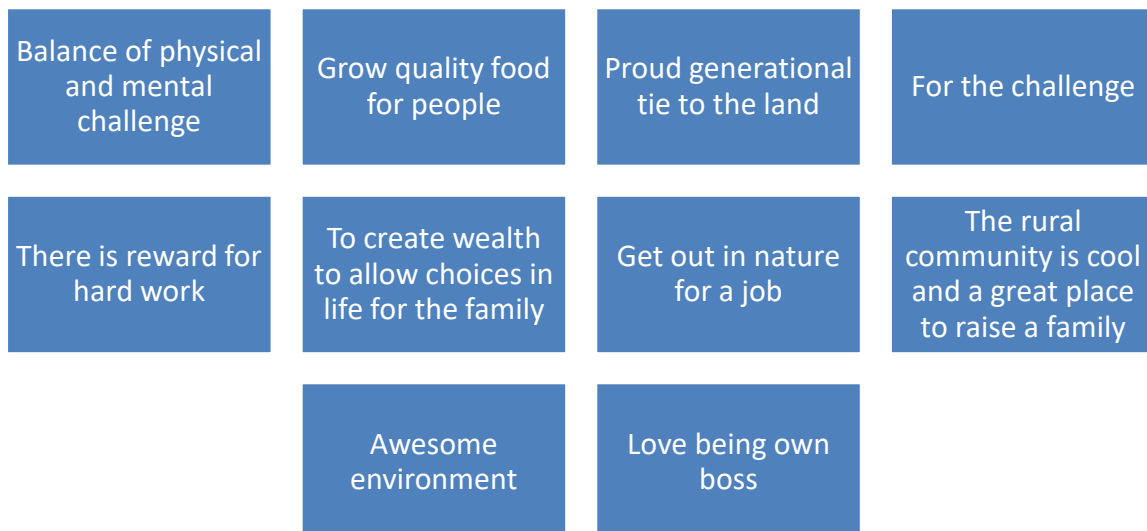 Balance of physical
and mental
challenge
Grow quality food
for people
Proud generational
tie to the land
For the challenge
There is reward for
hard work
To create wealth
to allow choices in
life for the family
Get out in nature
for a job
The rural
community is cool
and a great place
to raise a family
Awesome
environment
Love being own
boss